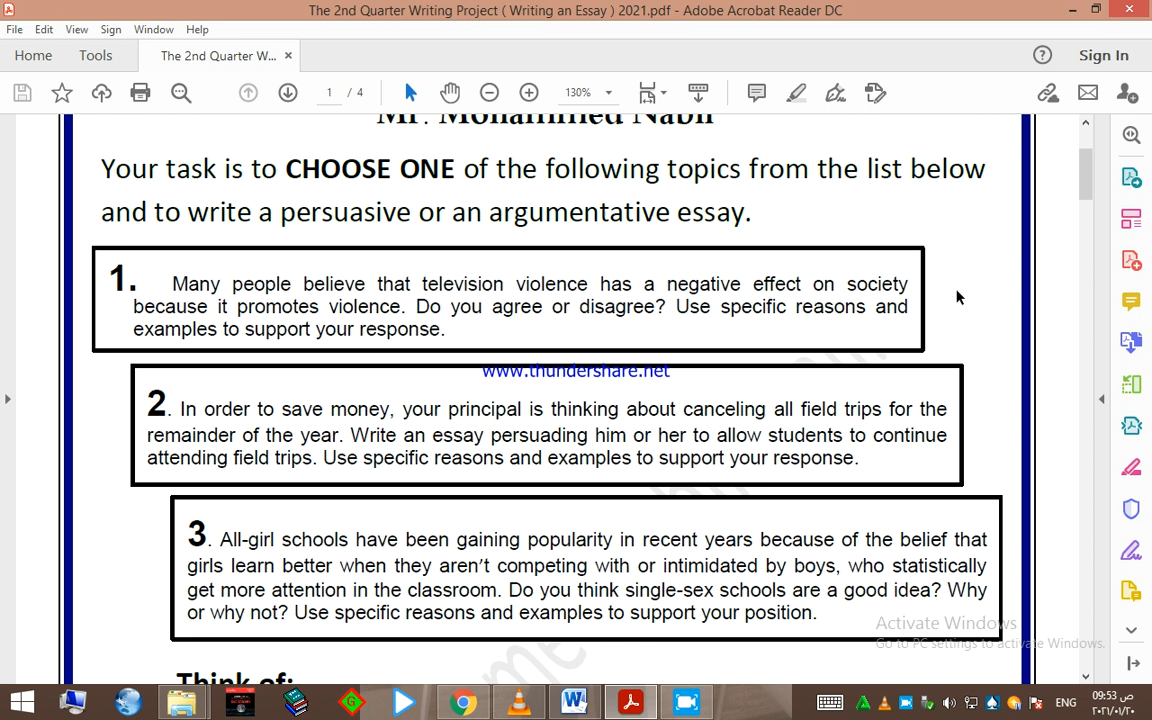 The 2nd Quarter Writing Project ( Writing an Essay ) 2021.pdf - Adobe Acrobat Reader DC
File Edit View Sign Window Help
Home Tools The 2nd Quarter W... × Sign In
1 / 4 130%
Mr. Mohammed Nabil
Your task is to CHOOSE ONE of the following topics from the list below
and to write a persuasive or an argumentative essay.
1. Many people believe that television violence has a negative effect on society
because it promotes violence. Do you agree or disagree? Use specific reasons and
examples to support your response.
www.thundershare.net
2. In order to save money, your principal is thinking about canceling all field trips for the
remainder of the year. Write an essay persuading him or her to allow students to continue
attending field trips. Use specific reasons and examples to support your response.
3. All-girl schools have been gaining popularity in recent years because of the belief that
girls learn better when they aren't competing with or intimidated by boys, who statistically
get more attention in the classroom. Do you think single-sex schools are a good idea? Why
or why not? Use specific reasons and examples to support your position.
Activate Windows
Go to PC settings to activate Windows.
Think of:
ENG
09:53 ص
٢٠٢١/٠١/٢٠